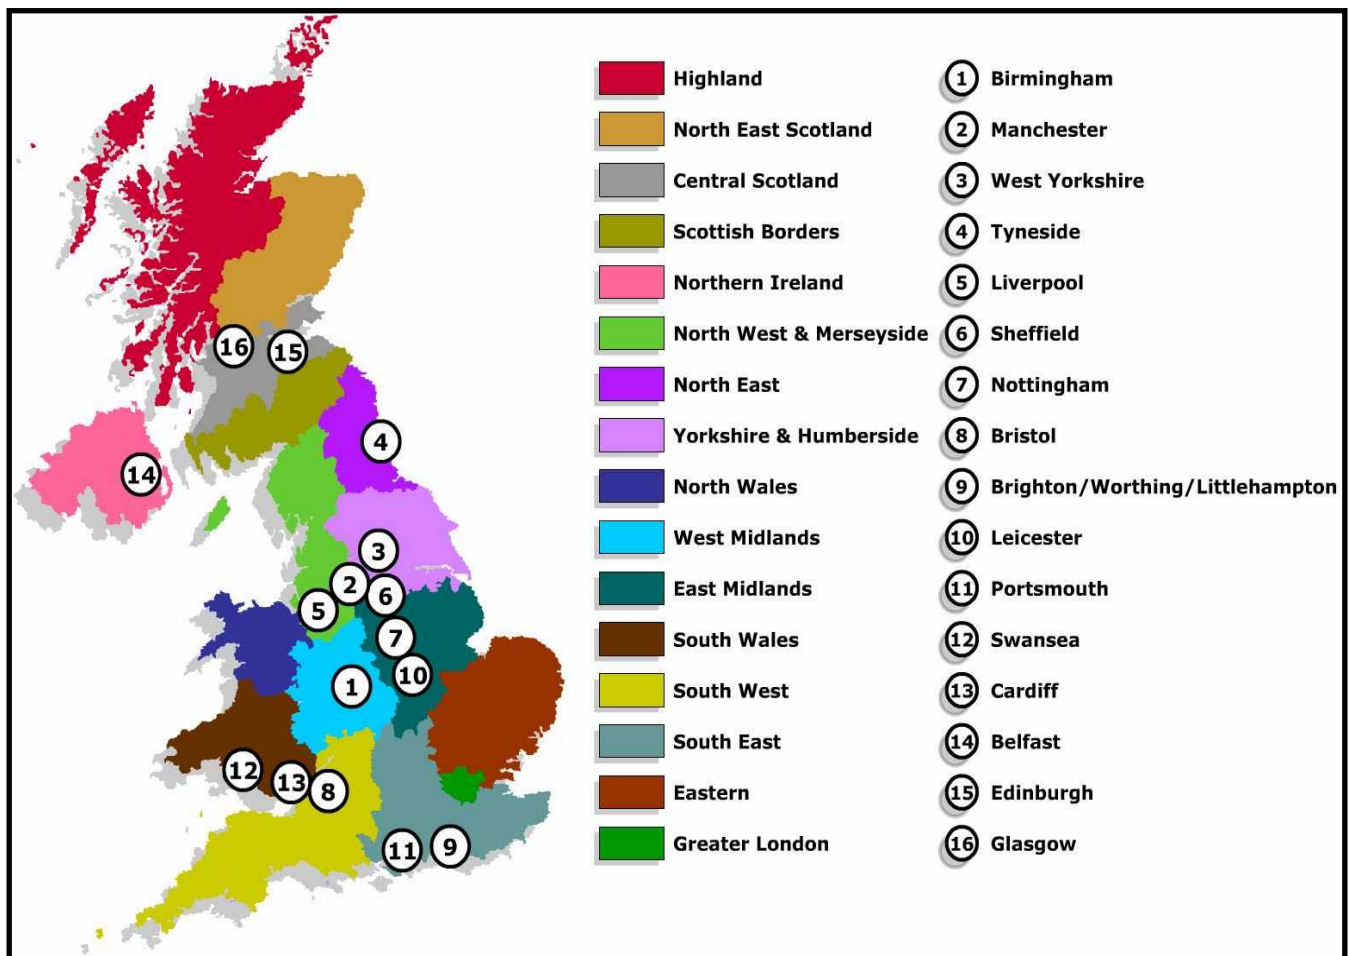 Highland
North East Scotland
Central Scotland
Scottish Borders
Northern Ireland
North West & Merseyside
North East
Yorkshire & Humberside
North Wales
West Midlands
East Midlands
South Wales
South West
South East
Eastern
Greater London
1 Birmingham
2 Manchester
3 West Yorkshire
4 Tyneside
5 Liverpool
6 Sheffield
7 Nottingham
8 Bristol
9 Brighton/Worthing/Littlehampton
10 Leicester
11 Portsmouth
12 Swansea
13 Cardiff
14 Belfast
15 Edinburgh
16 Glasgow
16
15
4
14
3
2
6
5
7
10
1
12
13
8
11
9